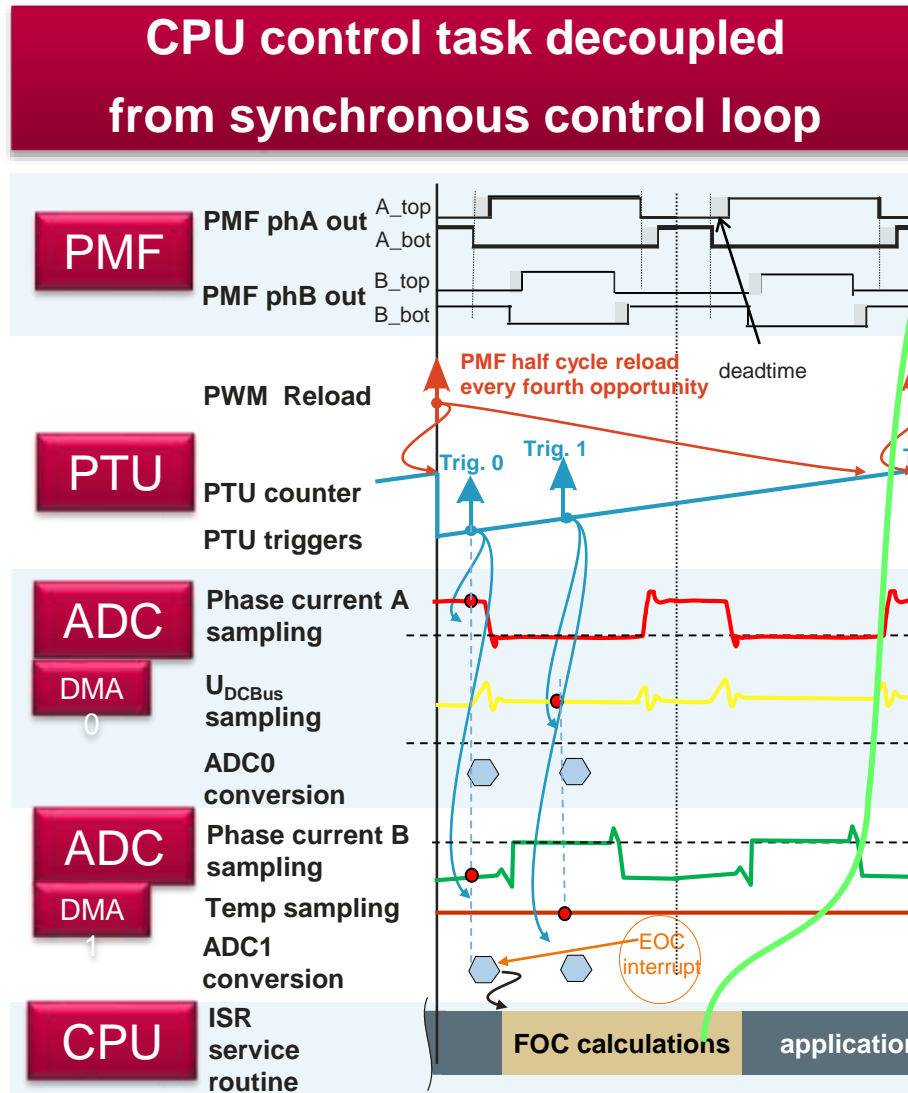 CPU control task decoupled
from synchronous control loop
PMF
PMF phA out
A_top
A_bot
PMF phB out
B_top
B_bot
deadtime
PMF half cycle reload
every fourth opportunity
PWM Reload
PTU
Trig. 0
Trig. 1
T
PTU counter
PTU triggers
ADC
DMA
0
Phase current A
sampling
UDCBus
sampling
ADC0
conversion
ADC
DMA
1
Phase current B
sampling
Temp sampling
ADC1
conversion
EOC
interrupt
CPU
ISR
service
routine
FOC calculations
application